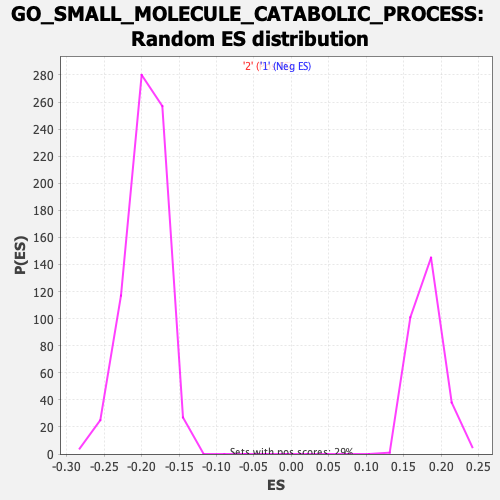 GO_SMALL_MOLECULE_CATABOLIC_PROCESS:
Random ES distribution
'2' ('1' (Neg ES)
280
260
240
220
200
180
160
140
120
100
80
60
40
20
0
P(ES)
Sets with pos scores: 29%
-0.30 -0.25 -0.20 -0.15 -0.10 -0.05 0.00 0.05 0.10 0.15 0.20 0.25
ES